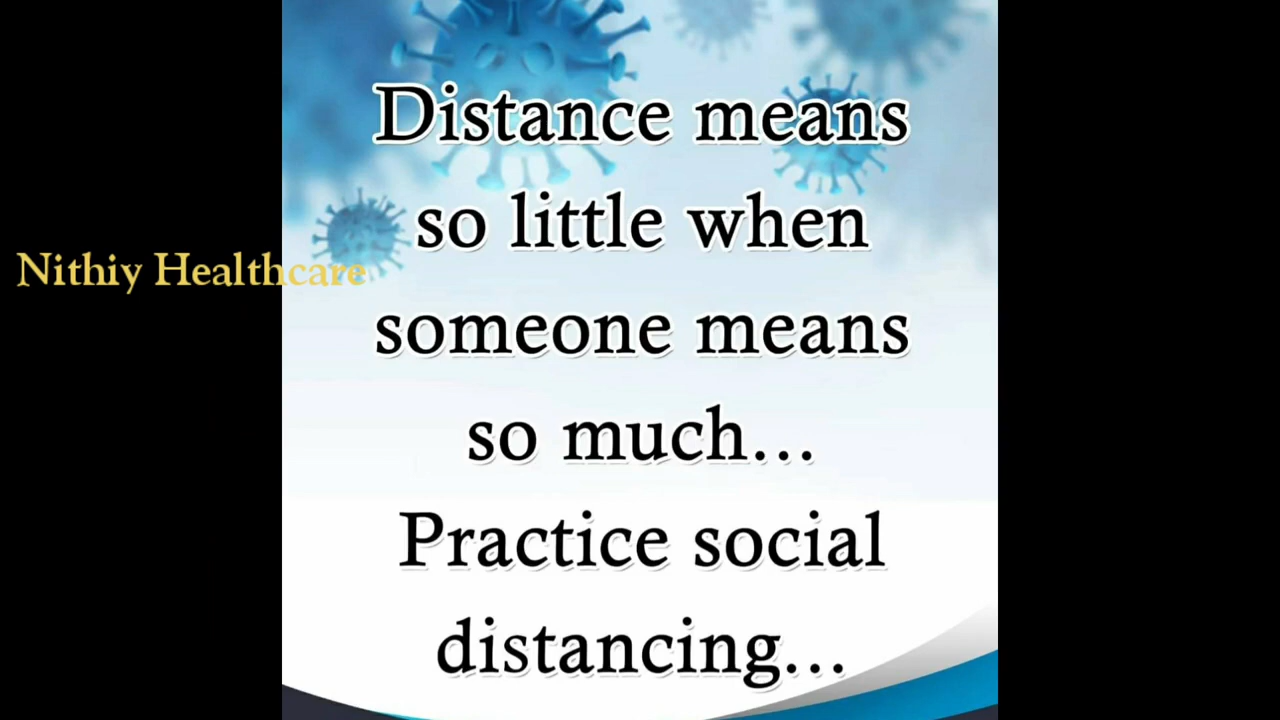 Distance means
so little when
Nithiy Healthcare
someone means
so much...
Practice social
distancing...